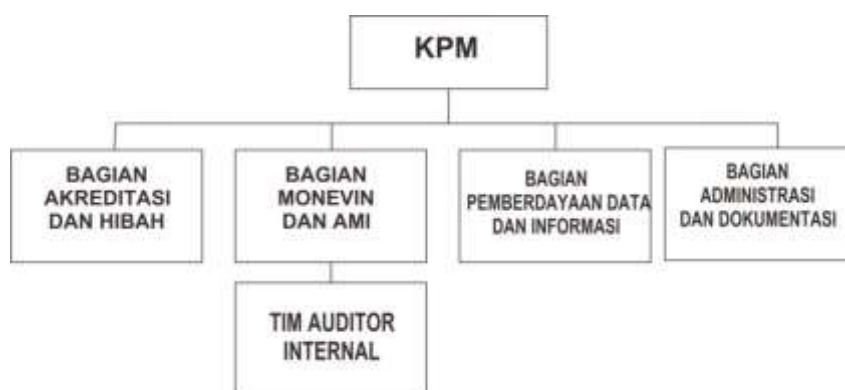 KPM
BAGIAN
AKREDITASI
DAN HIBAH
BAGIAN
MONEVIN
DAN AMI
BAGIAN
PEMBERDAYAAN DATA
DAN INFORMASI
BAGIAN
ADMINISTRASI
DAN DOKUMENTASI
TIM AUDITOR
INTERNAL